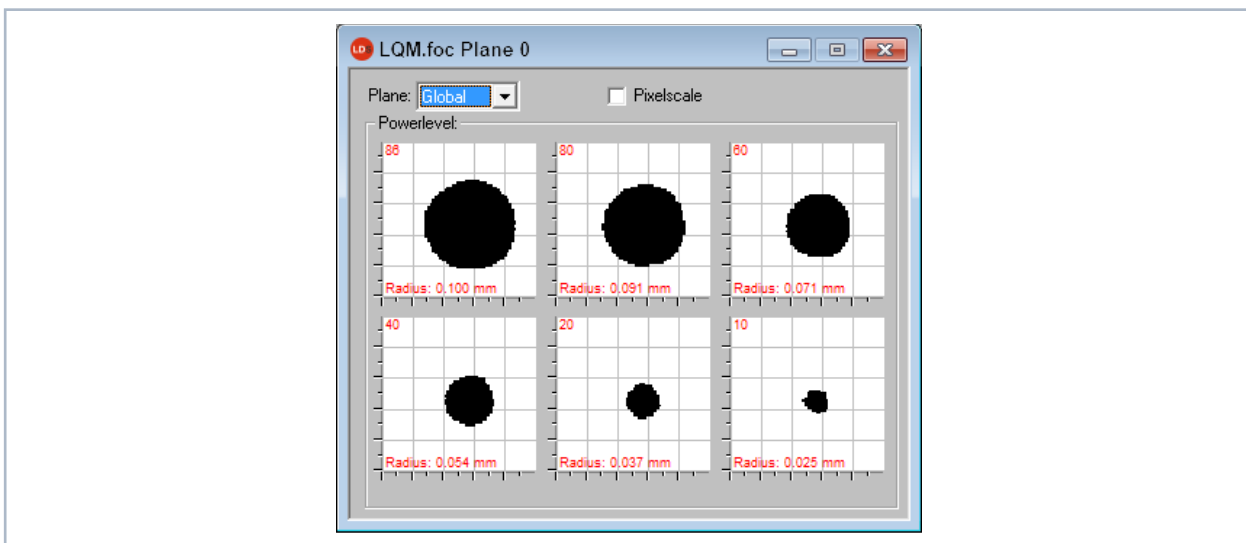 LDS LQM.foc Plane 0
Plane: Global Pixelscale
Powerlevel:
86 80 60
Radius: 0.100 mm Radius: 0.091 mm Radius: 0.071 mm
40 20 10
Radius: 0.054 mm Radius: 0.037 mm Radius: 0.025 mm